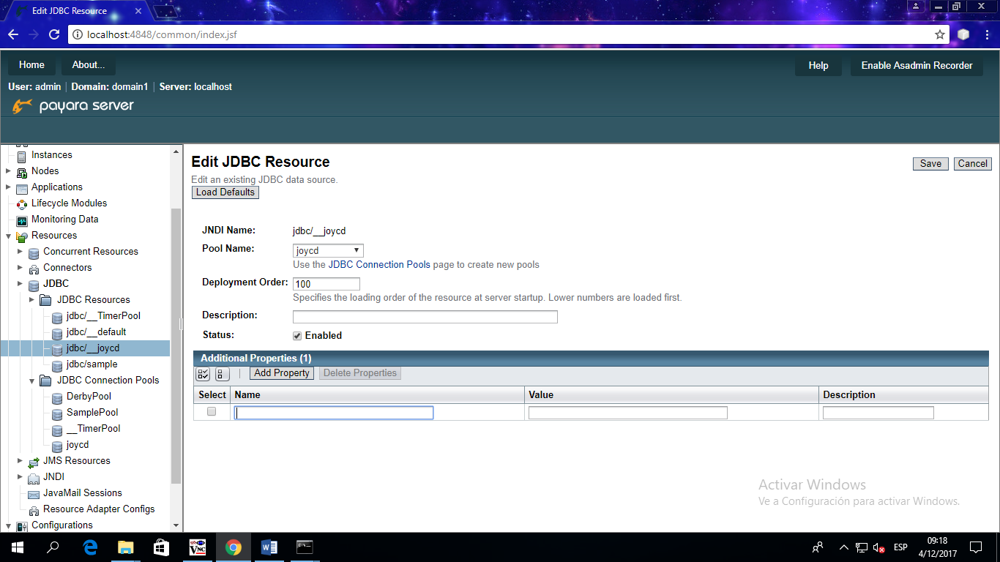 Edit JDBC Resource
localhost:4848/common/index.jsf
Home About... Help Enable Asadmin Recorder
User: admin | Domain: domain1 | Server: localhost
payara server
Instances
Nodes
Applications
Lifecycle Modules
Monitoring Data
Resources
Concurrent Resources
Connectors
JDBC
JDBC Resources
jdbc/__TimerPool
jdbc/__default
jdbc/__joycd
jdbc/sample
JDBC Connection Pools
DerbyPool
SamplePool
__TimerPool
joycd
JMS Resources
JNDI
JavaMail Sessions
Resource Adapter Configs
Configurations
Edit JDBC Resource
Save Cancel
Edit an existing JDBC data source.
Load Defaults
JNDI Name: jdbc/__joycd
Pool Name: joycd
Use the JDBC Connection Pools page to create new pools
Deployment Order: 100
Specifies the loading order of the resource at server startup. Lower numbers are loaded first.
Description:
Status: Enabled
Additional Properties (1)
Add Property Delete Properties
Select Name Value Description
Activar Windows
Ve a Configuración para activar Windows.
VNC
ESP
09:18
4/12/2017